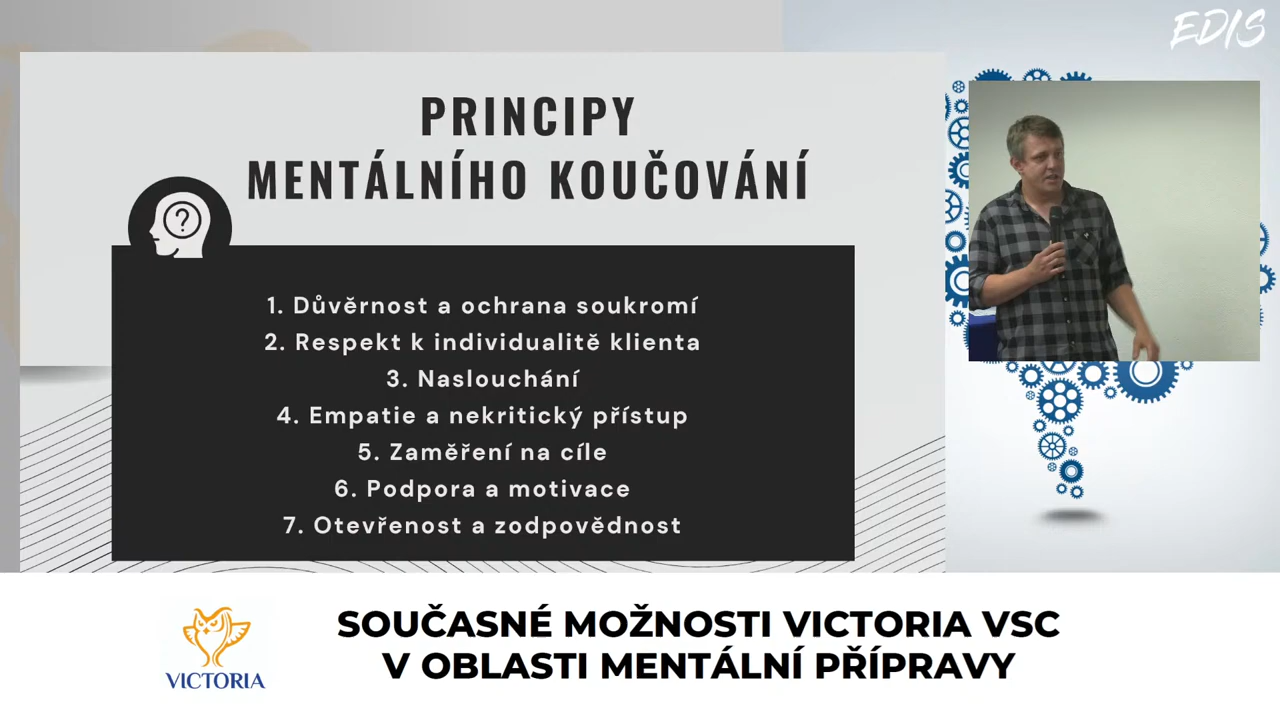 EDIS
PRINCIPY
MENTÁLNÍHO KOUČOVÁNÍ
?
1. Důvěrnost a ochrana soukromí
2. Respekt k individualitě klienta
3. Naslouchání
4. Empatie a nekritický přístup
5. Zaměření na cíle
6. Podpora a motivace
7. Otevřenost a zodpovědnost
VICTORIA
SOUČASNÉ MOŽNOSTI VICTORIA VSC
V OBLASTI MENTÁLNÍ PŘÍPRAVY